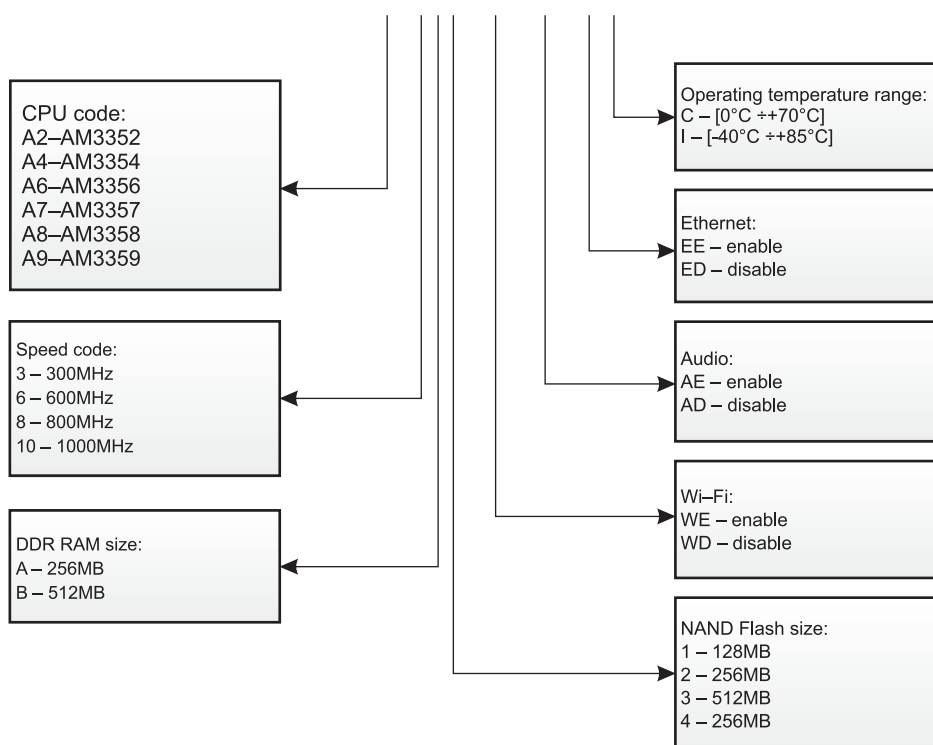 CPU code:
A2–AM3352
A4–AM3354
A6–AM3356
A7–AM3357
A8–AM3358
A9–AM3359
Speed code:
3 – 300MHz
6 – 600MHz
8 – 800MHz
10 – 1000MHz
DDR RAM size:
A – 256MB
B – 512MB
Operating temperature range:
C – [0°C ÷+70°C]
I – [-40°C ÷+85°C]
Ethernet:
EE – enable
ED – disable
Audio:
AE – enable
AD – disable
Wi–Fi:
WE – enable
WD – disable
NAND Flash size:
1 – 128MB
2 – 256MB
3 – 512MB
4 – 256MB